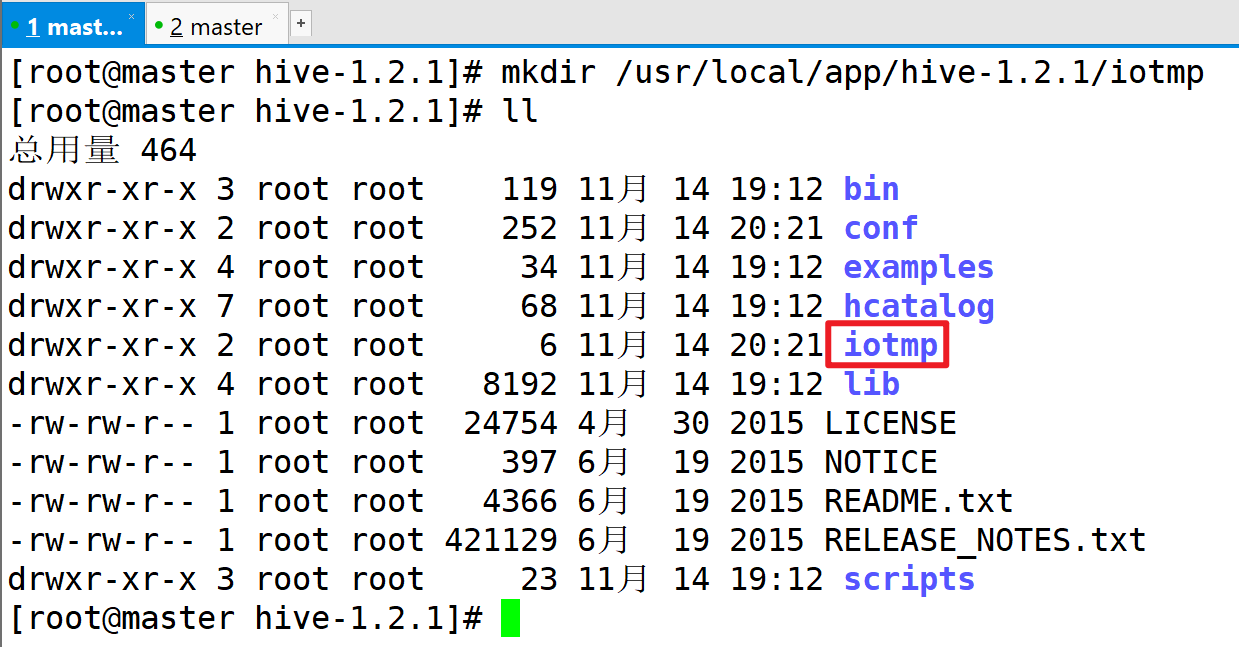 1 mast... × 2 master × +
[root@master hive-1.2.1]# mkdir /usr/local/app/hive-1.2.1/iotmp
[root@master hive-1.2.1]# ll
总用量 464
drwxr-xr-x 3 root root    119 11月  14 19:12 bin
drwxr-xr-x 2 root root    252 11月  14 20:21 conf
drwxr-xr-x 4 root root     34 11月  14 19:12 examples
drwxr-xr-x 7 root root     68 11月  14 19:12 hcatalog
drwxr-xr-x 2 root root      6 11月  14 20:21 iotmp
drwxr-xr-x 4 root root   8192 11月  14 19:12 lib
-rw-rw-r-- 1 root root  24754 4月   30 2015 LICENSE
-rw-rw-r-- 1 root root    397 6月   19 2015 NOTICE
-rw-rw-r-- 1 root root   4366 6月   19 2015 README.txt
-rw-rw-r-- 1 root root 421129 6月   19 2015 RELEASE_NOTES.txt
drwxr-xr-x 3 root root     23 11月  14 19:12 scripts
[root@master hive-1.2.1]#